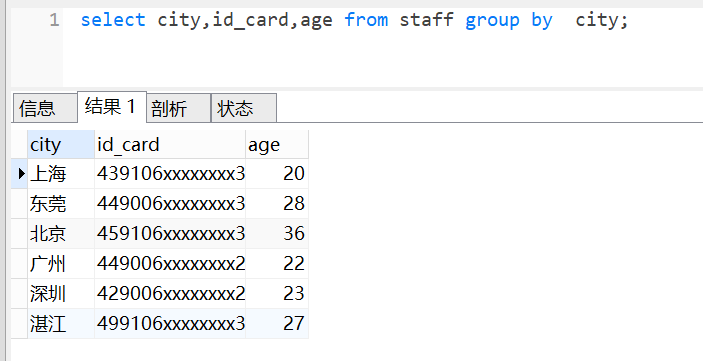 1 select city,id_card,age from staff group by  city;
信息 结果 1 剖析 状态
city id_card age
上海 439106xxxxxxxx3 20
东莞 449006xxxxxxxx3 28
北京 459106xxxxxxxx3 36
广州 449006xxxxxxxx2 22
深圳 429006xxxxxxxx2 23
湛江 499106xxxxxxxx3 27